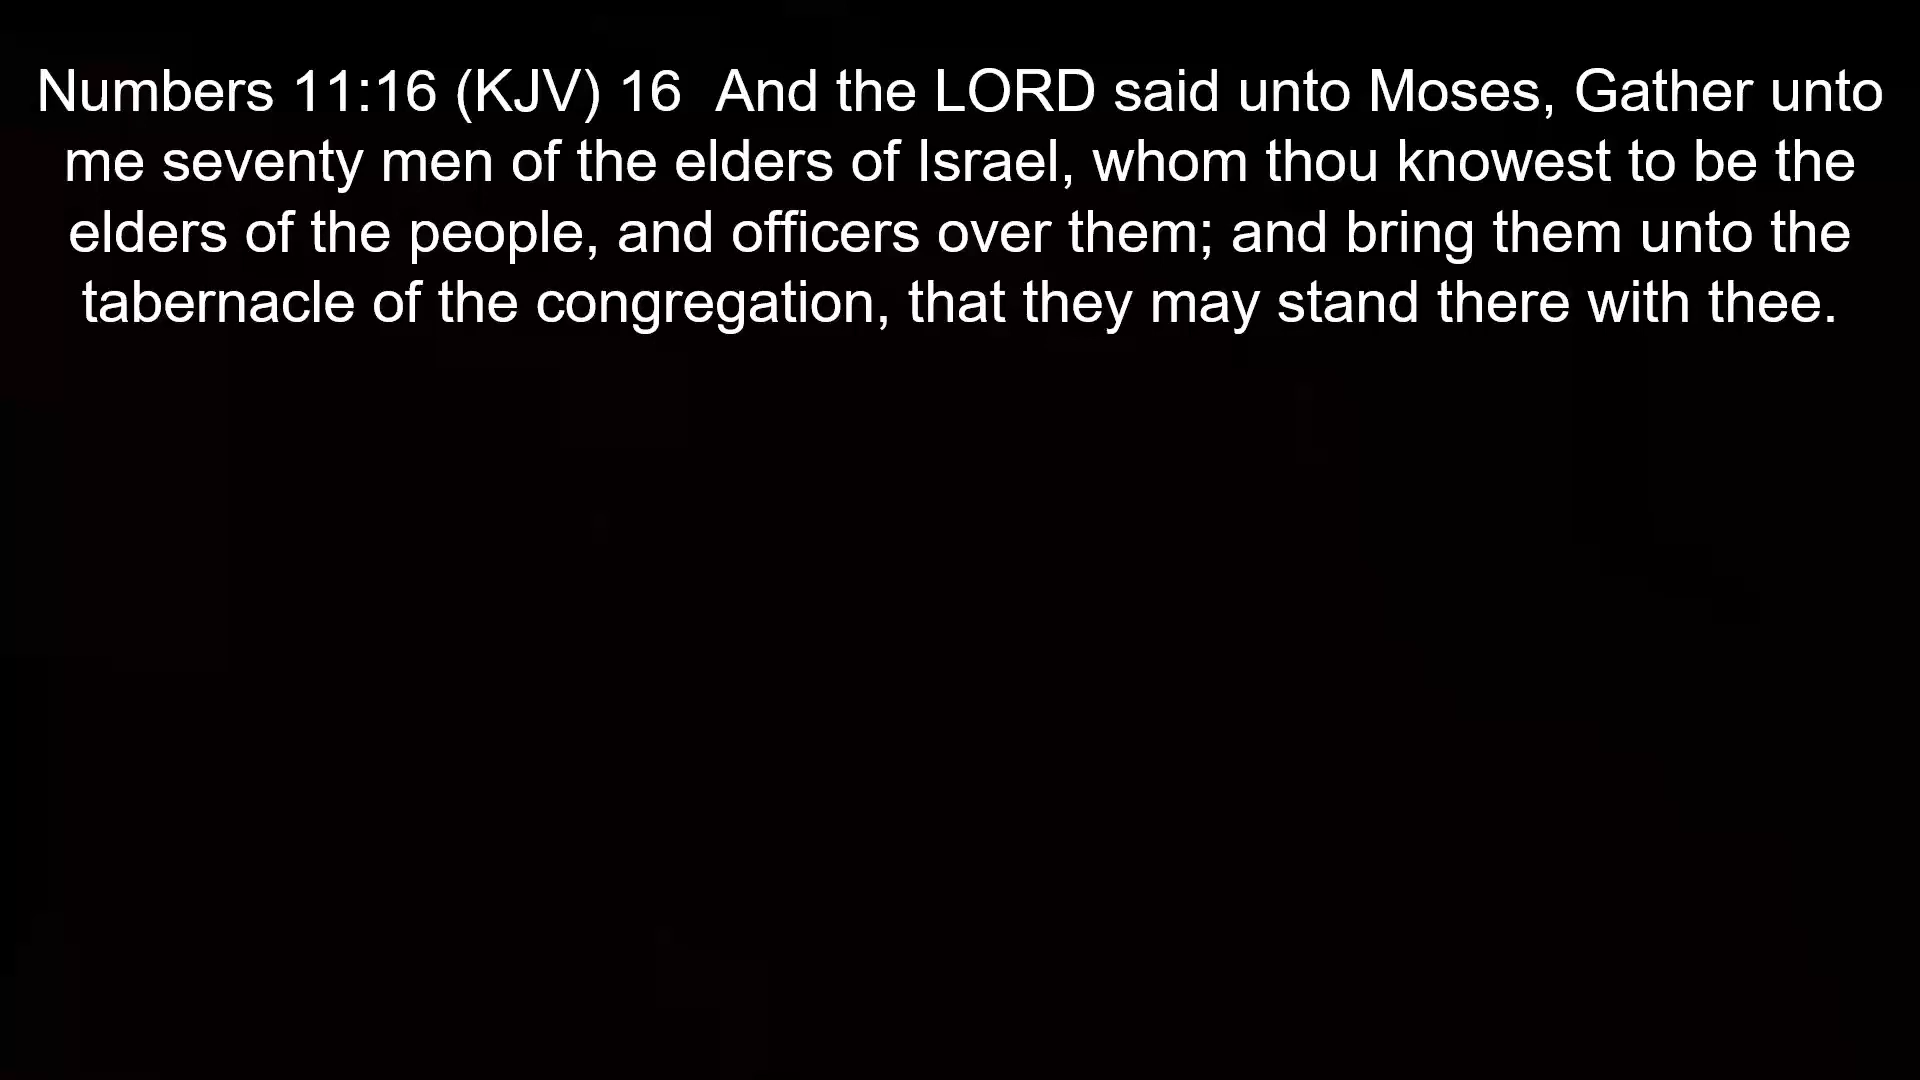 Numbers 11:16 (KJV) 16  And the LORD said unto Moses, Gather unto
me seventy men of the elders of Israel, whom thou knowest to be the
elders of the people, and officers over them; and bring them unto the
tabernacle of the congregation, that they may stand there with thee.